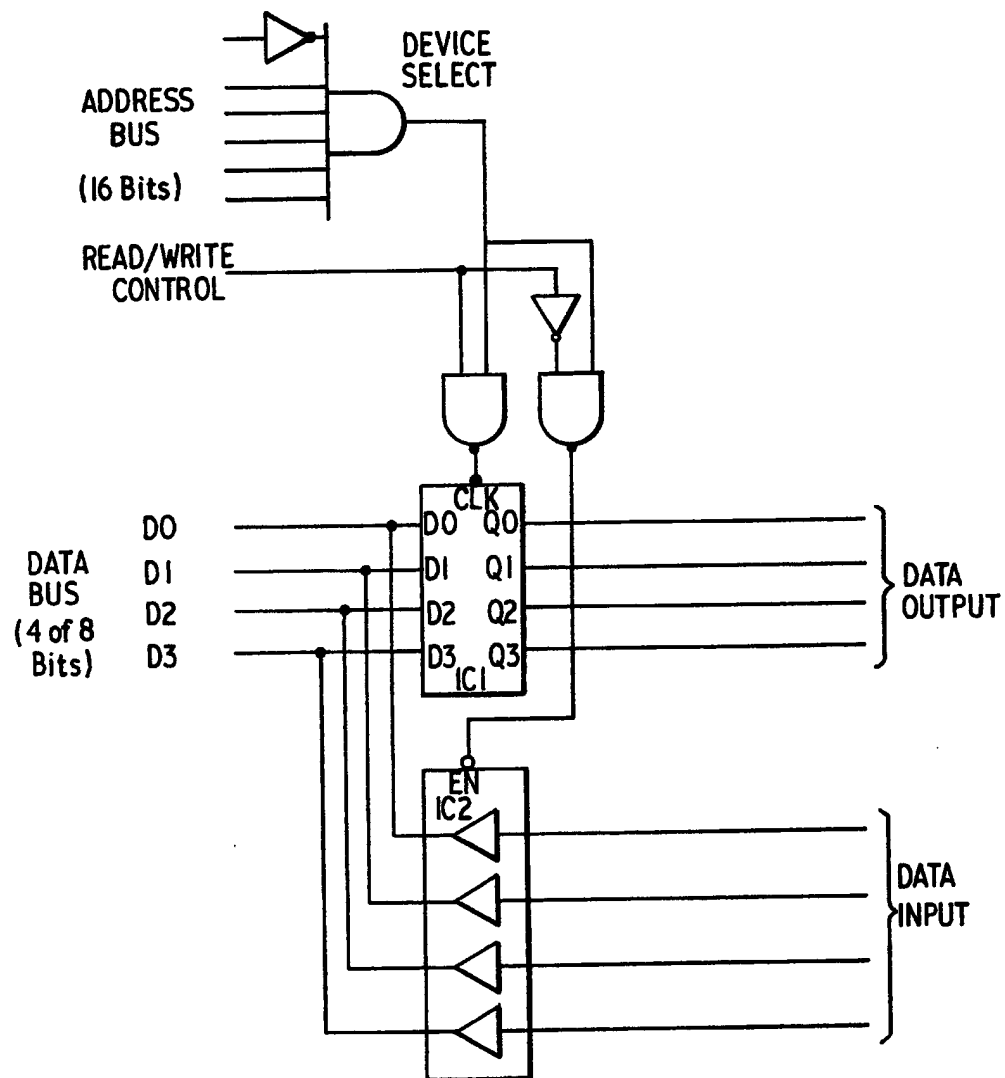 DEVICE
SELECT
ADDRESS
BUS
(16 Bits)
READ/WRITE
CONTROL
CLK
D0
D0
Q0
DATA
BUS
(4 of 8
Bits)
D1
D1
Q1
D2
D2
Q2
D3
D3
Q3
IC1
DATA
OUTPUT
EN
IC2
DATA
INPUT